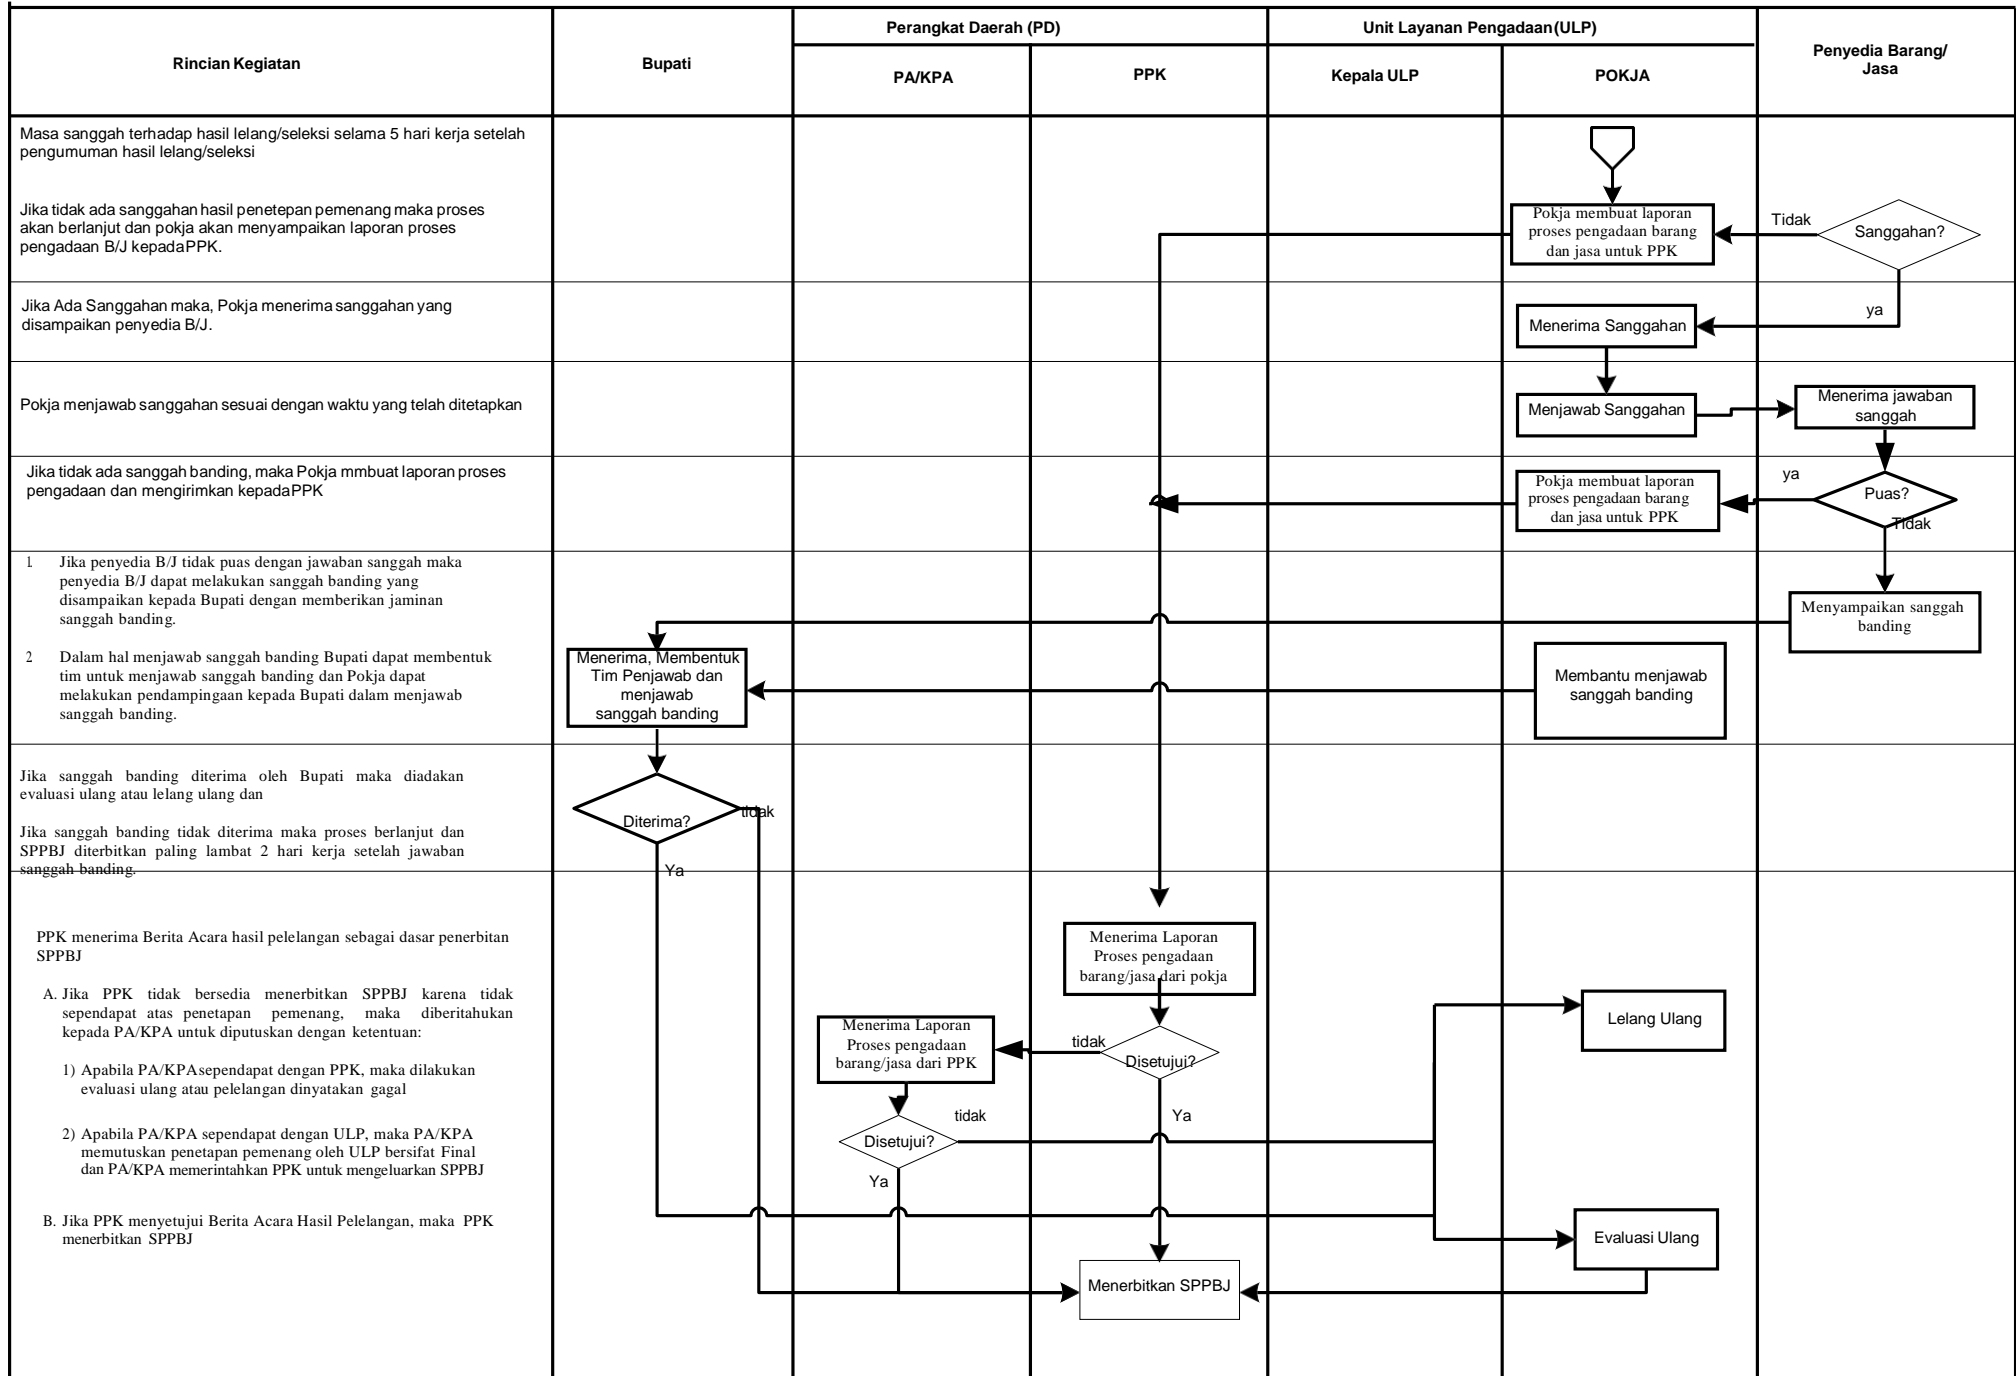 Rincian Kegiatan
Bupati
Perangkat Daerah (PD)
PA/KPA
PPK
Unit Layanan Pengadaan (ULP)
Kepala ULP
POKJA
Penyedia Barang/
Jasa
Masa sanggah terhadap hasil lelang/seleksi selama 5 hari kerja setelah
pengumuman hasil lelang/seleksi
Jika tidak ada sanggahan hasil penetepan pemenang maka proses
akan berlanjut dan pokja akan menyampaikan laporan proses
pengadaan B/J kepada PPK.
Pokja membuat laporan
proses pengadaan barang
dan jasa untuk PPK
Tidak
Sanggahan?
Jika Ada Sanggahan maka, Pokja menerima sanggahan yang
disampaikan penyedia B/J.
Menerima Sanggahan
ya
Pokja menjawab sanggahan sesuai dengan waktu yang telah ditetapkan
Menjawab Sanggahan
Menerima jawaban
sanggah
Jika tidak ada sanggah banding, maka Pokja mmbuat laporan proses
pengadaan dan mengirimkan kepada PPK
Pokja membuat laporan
proses pengadaan barang
dan jasa untuk PPK
ya
Puas?
Tidak
1. Jika penyedia B/J tidak puas dengan jawaban sanggah maka
penyedia B/J dapat melakukan sanggah banding yang
disampaikan kepada Bupati dengan memberikan jaminan
sanggah banding.
2. Dalam hal menjawab sanggah banding Bupati dapat membentuk
tim untuk menjawab sanggah banding dan Pokja dapat
melakukan pendampingaan kepada Bupati dalam menjawab
sanggah banding.
Menerima, Membentuk
Tim Penjawab dan
menjawab
sanggah banding
Membantu menjawab
sanggah banding
Menyampaikan sanggah
banding
Jika sanggah banding diterima oleh Bupati maka diadakan
evaluasi ulang atau lelang ulang dan
Jika sanggah banding tidak diterima maka proses berlanjut dan
SPPBJ diterbitkan paling lambat 2 hari kerja setelah jawaban
sanggah banding.
Diterima?
tidak
Ya
PPK menerima Berita Acara hasil pelelangan sebagai dasar penerbitan
SPPBJ
A. Jika PPK tidak bersedia menerbitkan SPPBJ karena tidak
sependapat atas penetapan pemenang, maka diberitahukan
kepada PA/KPA untuk diputuskan dengan ketentuan:
1) Apabila PA/KPA sependapat dengan PPK, maka dilakukan
evaluasi ulang atau pelelangan dinyatakan gagal
2) Apabila PA/KPA sependapat dengan ULP, maka PA/KPA
memutuskan penetapan pemenang oleh ULP bersifat Final
dan PA/KPA memerintahkan PPK untuk mengeluarkan SPPBJ
B. Jika PPK menyetujui Berita Acara Hasil Pelelangan, maka PPK
menerbitkan SPPBJ
Menerima Laporan
Proses pengadaan
barang/jasa dari pokja
Menerima Laporan
Proses pengadaan
barang/jasa dari PPK
tidak
Disetujui?
Ya
Disetujui?
tidak
Ya
Lelang Ulang
Evaluasi Ulang
Menerbitkan SPPBJ